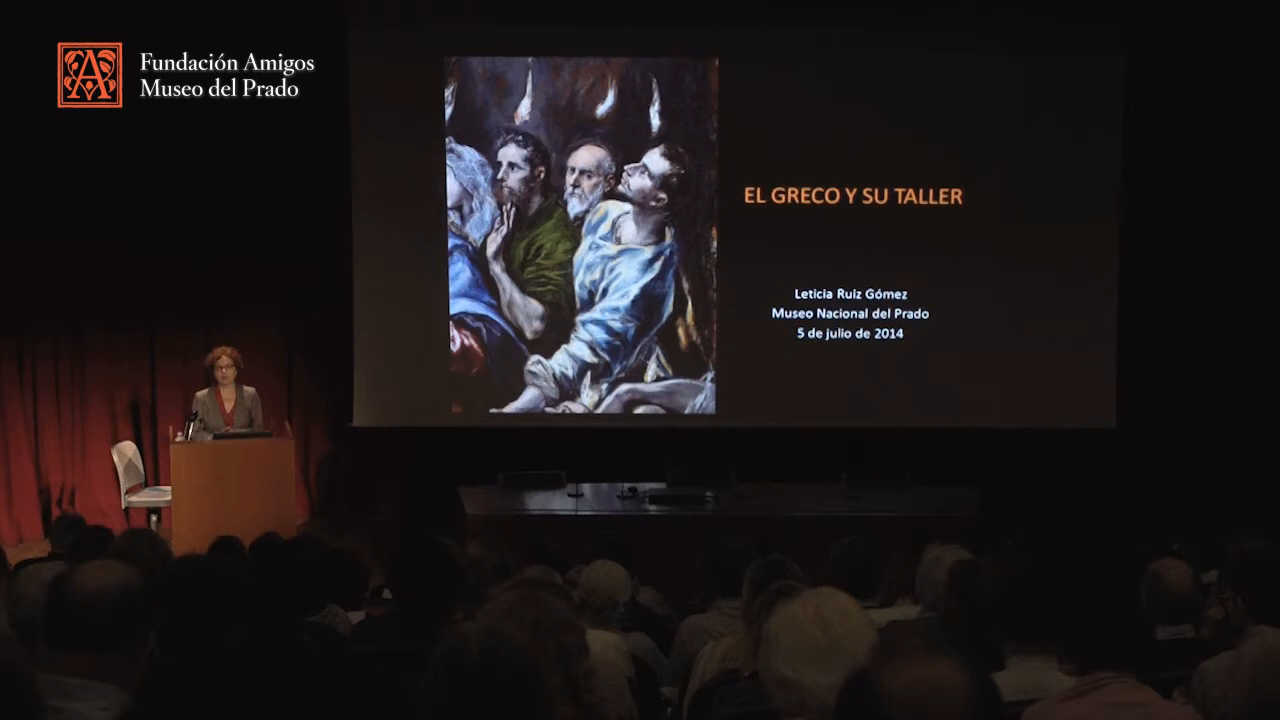 Fundación Amigos
Museo del Prado
EL GRECO Y SU TALLER
Leticia Ruiz Gómez
Museo Nacional del Prado
5 de julio de 2014